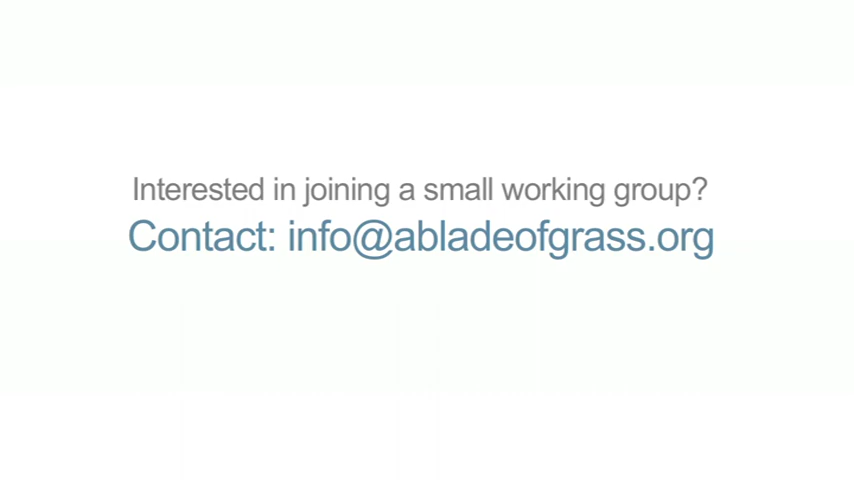 Interested in joining a small working group?
Contact: info@abladeofgrass.org